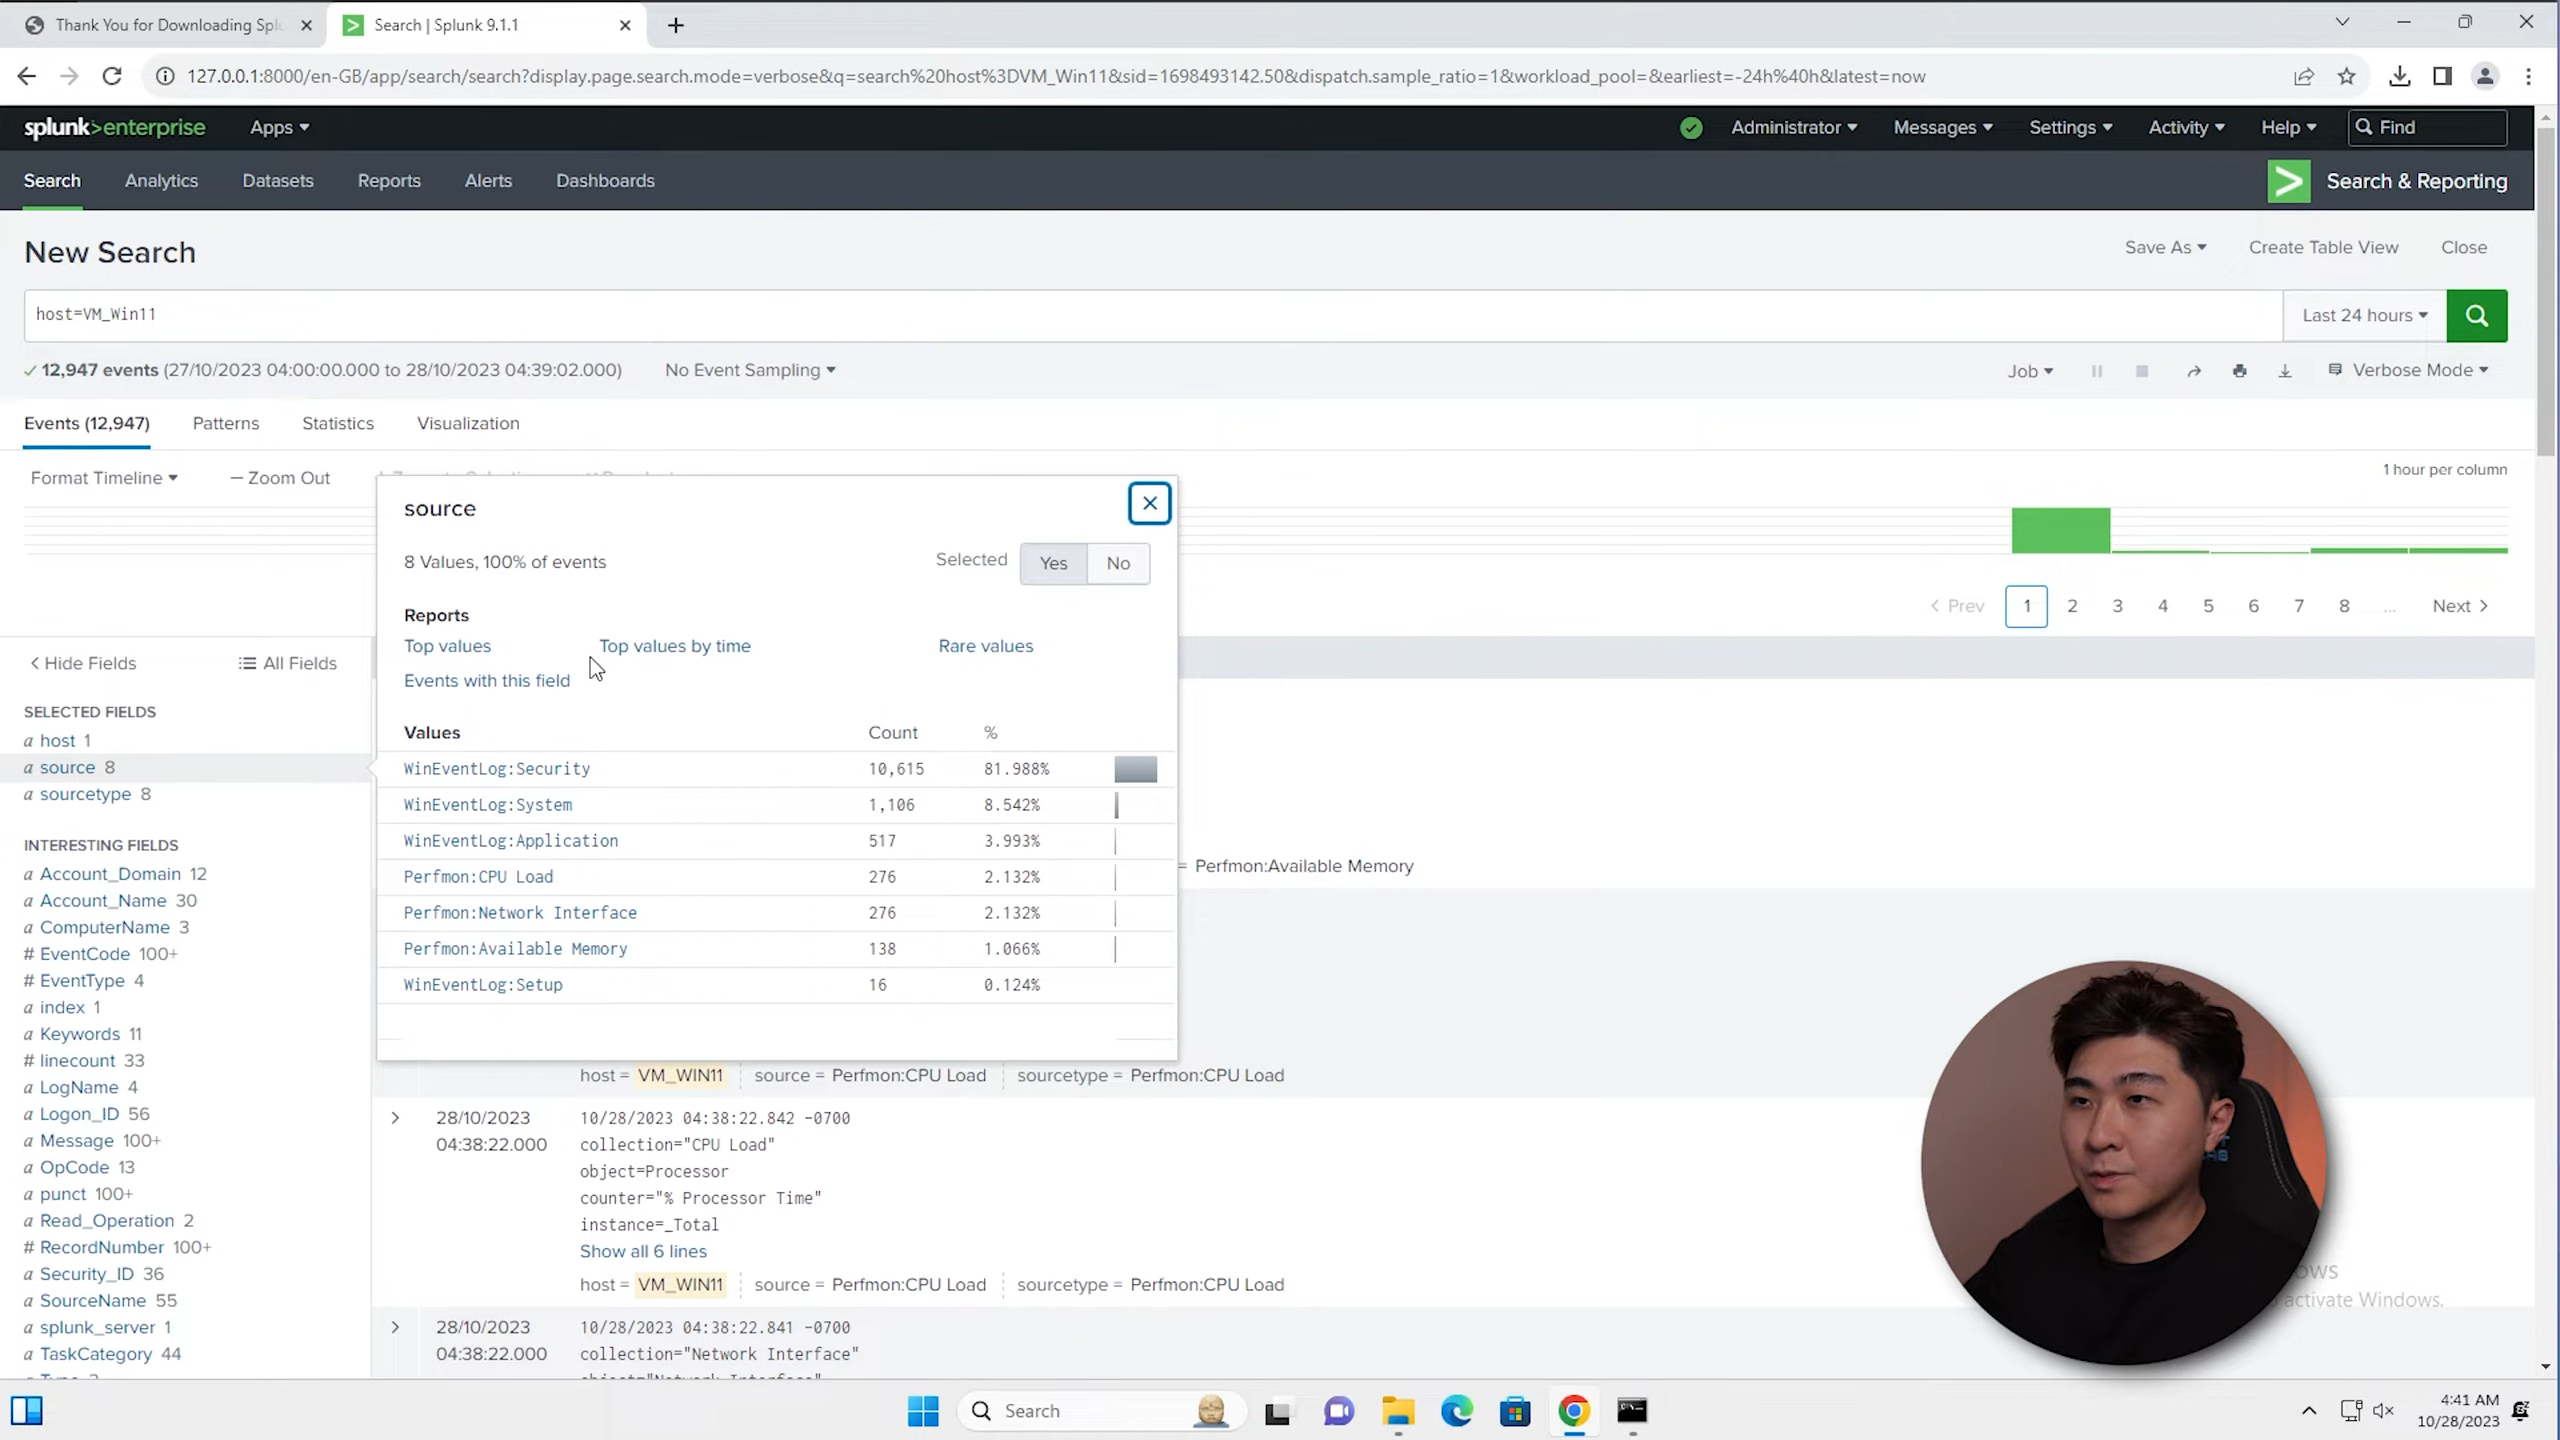 Thank You for Downloading Spl
Search | Splunk 9.1.1
127.0.0.1:8000/en-GB/app/search/search?display.page.search.mode=verbose&q=search%20host%3DVM_Win11&sid=1698493142.50&dispatch.sample_ratio=1&workload_pool=&earliest=-24h%40h&latest=now
splunk>enterprise Apps Administrator Messages Settings Activity Help Find
Search Analytics Datasets Reports Alerts Dashboards Search & Reporting
New Search Save As Create Table View Close
host=VM_Win11 Last 24 hours
12,947 events (27/10/2023 04:00:00.000 to 28/10/2023 04:39:02.000) No Event Sampling Job Verbose Mode
Events (12,947) Patterns Statistics Visualization
Format Timeline — Zoom Out 1 hour per column
source
8 Values, 100% of events Selected Yes No
Reports
Top values Top values by time Rare values
Events with this field
Values Count %
WinEventLog:Security 10,615 81.988%
WinEventLog:System 1,106 8.542%
WinEventLog:Application 517 3.993%
Perfmon:CPU Load 276 2.132%
Perfmon:Network Interface 276 2.132%
Perfmon:Available Memory 138 1.066%
WinEventLog:Setup 16 0.124%
< Prev 1 2 3 4 5 6 7 8 ... Next >
< Hide Fields All Fields
SELECTED FIELDS
a host 1
a source 8
a sourcetype 8
INTERESTING FIELDS
a Account_Domain 12
a Account_Name 30
a ComputerName 3
# EventCode 100+
# EventType 4
a index 1
a Keywords 11
# linecount 33
a LogName 4
a Logon_ID 56
a Message 100+
a OpCode 13
a punct 100+
a Read_Operation 2
# RecordNumber 100+
a Security_ID 36
a SourceName 55
a splunk_server 1
a TaskCategory 44
= Perfmon:Available Memory
host = VM_WIN11 source = Perfmon:CPU Load sourcetype = Perfmon:CPU Load
28/10/2023 04:38:22.000
10/28/2023 04:38:22.842 -0700
collection="CPU Load"
object=Processor
counter="% Processor Time"
instance=_Total
Show all 6 lines
host = VM_WIN11 source = Perfmon:CPU Load sourcetype = Perfmon:CPU Load
28/10/2023 04:38:22.000
10/28/2023 04:38:22.841 -0700
collection="Network Interface"
activate Windows.
Search
4:41 AM
10/28/2023